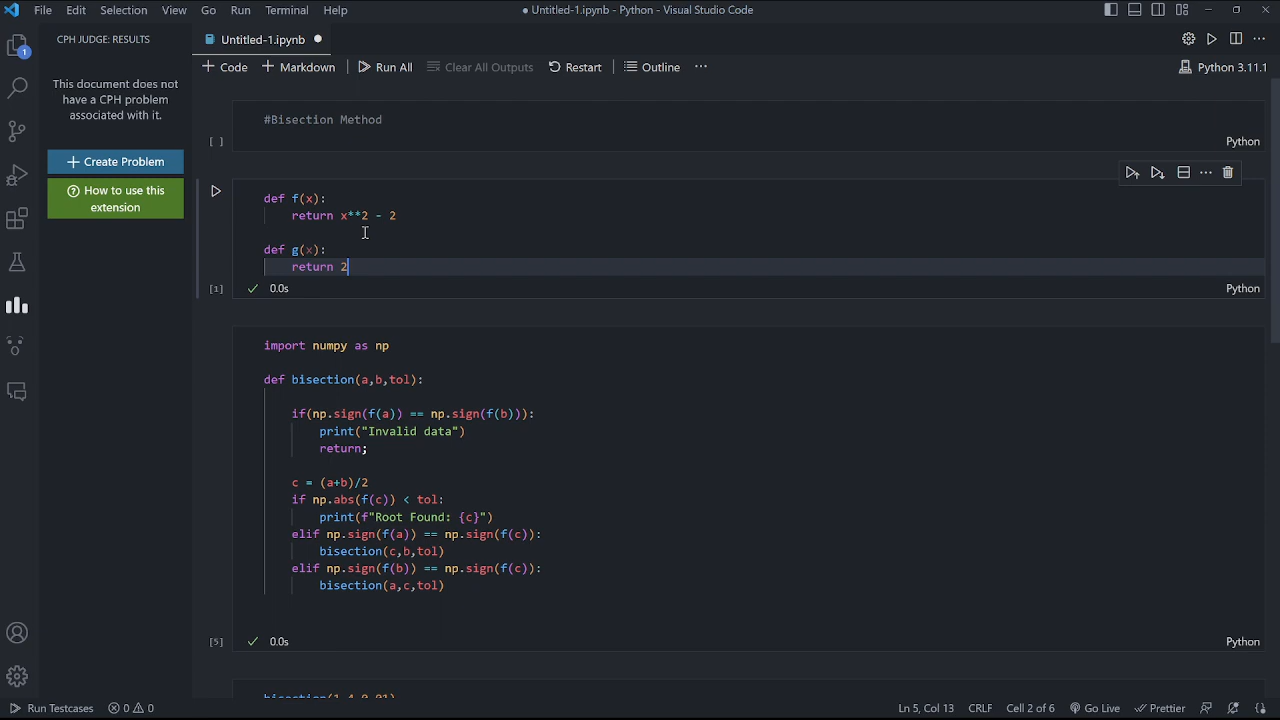 File Edit Selection View Go Run Terminal Help
● Untitled-1.ipynb - Python - Visual Studio Code
CPH JUDGE: RESULTS
This document does not
have a CPH problem
associated with it.
+ Create Problem
How to use this
extension
1
Untitled-1.ipynb ●
+ Code + Markdown Run All Clear All Outputs Restart Outline ···
Python 3.11.1
#Bisection Method
[ ]
Python
def f(x):
    return x**2 - 2
def g(x):
    return 2
[1] ✓ 0.0s
Python
import numpy as np
def bisection(a,b,tol):
    if(np.sign(f(a)) == np.sign(f(b))):
        print("Invalid data")
        return;
    c = (a+b)/2
    if np.abs(f(c)) < tol:
        print(f"Root Found: {c}")
    elif np.sign(f(a)) == np.sign(f(c)):
        bisection(c,b,tol)
    elif np.sign(f(b)) == np.sign(f(c)):
        bisection(a,c,tol)
[5] ✓ 0.0s
Python
bisection(1,4,0.01)
Run Testcases 0 0
Ln 5, Col 13 CRLF Cell 2 of 6 Go Live Prettier